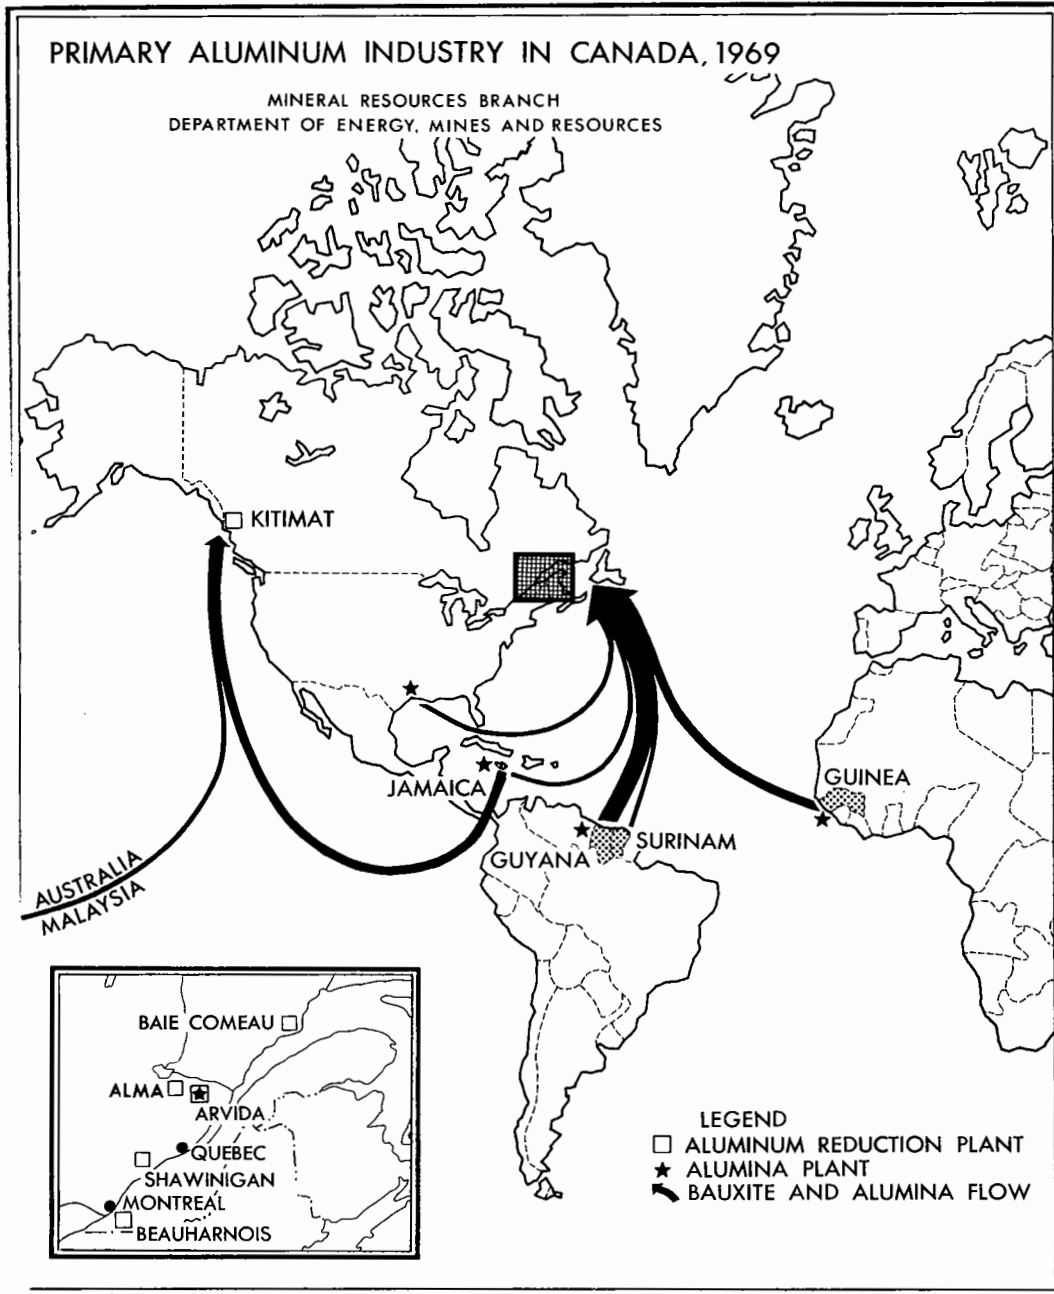 PRIMARY ALUMINUM INDUSTRY IN CANADA, 1969
MINERAL RESOURCES BRANCH
DEPARTMENT OF ENERGY, MINES AND RESOURCES
KITIMAT
GUINEA
JAMAICA
SURINAM
GUYANA
AUSTRALIA
MALAYSIA
BAIE COMEAU
ALMA
ARVIDA
QUEBEC
SHAWINIGAN
MONTREAL
BEAUHARNOIS
LEGEND
ALUMINUM REDUCTION PLANT
ALUMINA PLANT
BAUXITE AND ALUMINA FLOW